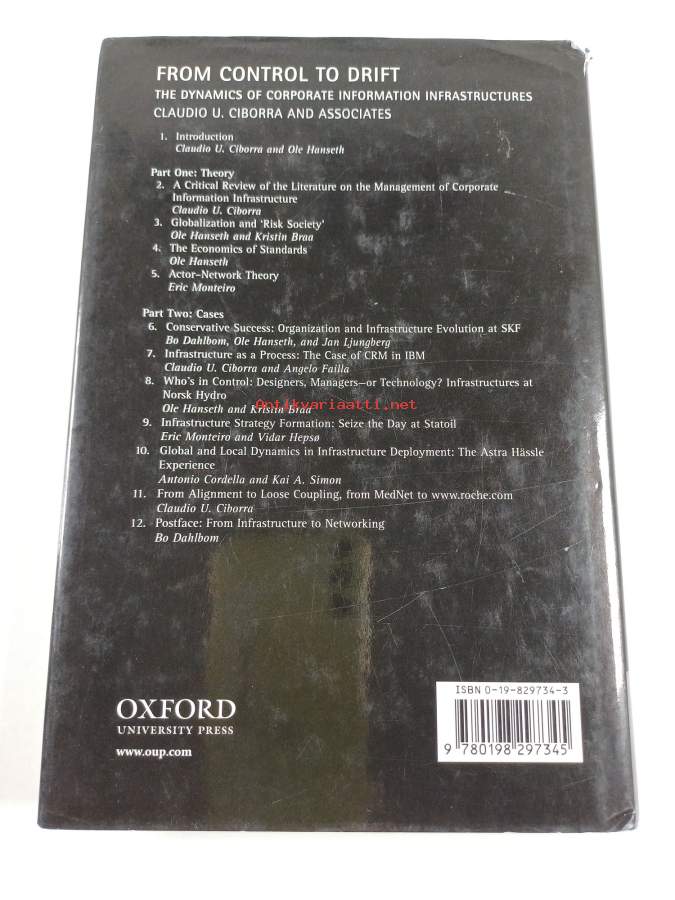 FROM CONTROL TO DRIFT
THE DYNAMICS OF CORPORATE INFORMATION INFRASTRUCTURES
CLAUDIO U. CIBORRA AND ASSOCIATES
1. Introduction
Claudio U. Ciborra and Ole Hanseth
Part One: Theory
2. A Critical Review of the Literature on the Management of Corporate
Information Infrastructure
Claudio U. Ciborra
3. Globalization and ‘Risk Society’
Ole Hanseth and Kristin Braa
4. The Economics of Standards
Ole Hanseth
5. Actor–Network Theory
Eric Monteiro
Part Two: Cases
6. Conservative Success: Organization and Infrastructure Evolution at SKF
Bo Dahlbom, Ole Hanseth, and Jan Ljungberg
7. Infrastructure as a Process: The Case of CRM in IBM
Claudio U. Ciborra and Angelo Failla
8. Who's in Control: Designers, Managers—or Technology? Infrastructures at
Norsk Hydro
Antikvariaatti.net
Ole Hanseth and Kristin Braa
9. Infrastructure Strategy Formation: Seize the Day at Statoil
Eric Monteiro and Vidar Hepsø
10. Global and Local Dynamics in Infrastructure Deployment: The Astra Hässle
Experience
Antonio Cordella and Kai A. Simon
11. From Alignment to Loose Coupling, from MedNet to www.roche.com
Claudio U. Ciborra
12. Postface: From Infrastructure to Networking
Bo Dahlbom
ISBN 0-19-829734-3
9 780198 297345
OXFORD
UNIVERSITY PRESS
www.oup.com